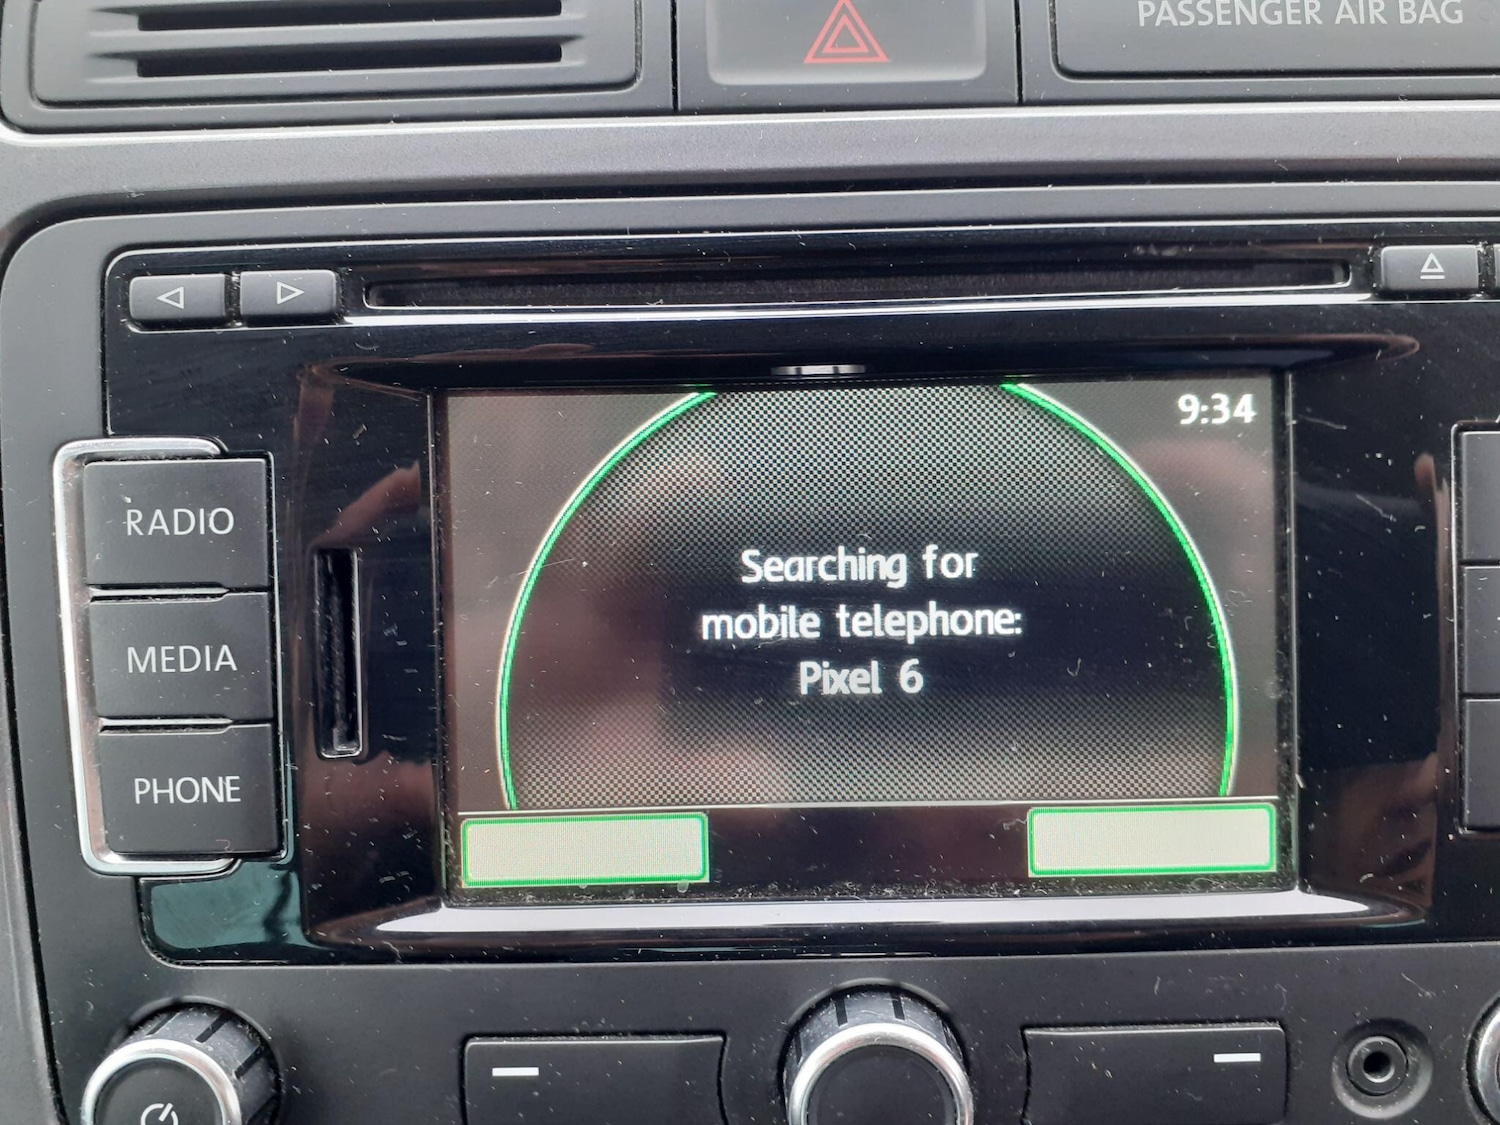 PASSENGER AIR BAG
9:34
RADIO
MEDIA
PHONE
Searching for
mobile telephone:
Pixel 6